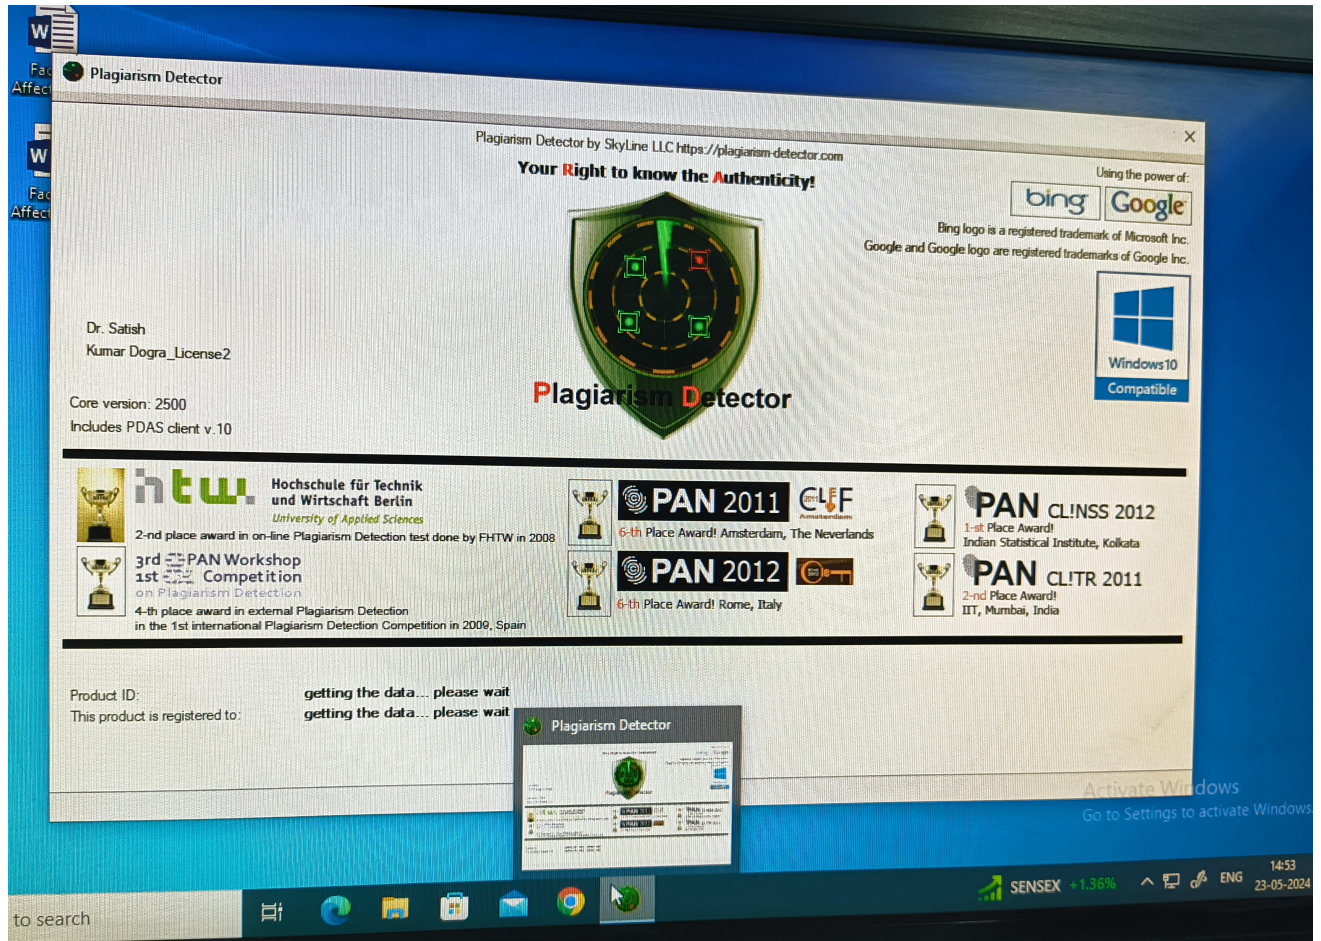 Fac
Affec
Fac
Affec
Plagiarism Detector
Plagiarism Detector by SkyLine LLC https://plagiarism-detector.com
Your Right to know the Authenticity!
Using the power of:
bing Google
Bing logo is a registered trademark of Microsoft Inc.
Google and Google logo are registered trademarks of Google Inc.
Windows10
Compatible
Dr. Satish
Kumar Dogra_License2
Core version: 2500
Includes PDAS client v.10
Plagiarism Detector
htw.
Hochschule für Technik
und Wirtschaft Berlin
University of Applied Sciences
2-nd place award in on-line Plagiarism Detection test done by FHTW in 2008
3rd PAN Workshop
1st Competition
on Plagiarism Detection
4-th place award in external Plagiarism Detection
in the 1st international Plagiarism Detection Competition in 2009, Spain
PAN 2011
2011 CLEF
Amsterdam
6-th Place Award! Amsterdam, The Neverlands
PAN 2012
6-th Place Award! Rome, Italy
PAN CL!NSS 2012
1-st Place Award!
Indian Statistical Institute, Kolkata
PAN CL!TR 2011
2-nd Place Award!
IIT, Mumbai, India
Product ID: getting the data... please wait
This product is registered to: getting the data... please wait
Plagiarism Detector
Activate Windows
Go to Settings to activate Windows.
to search
SENSEX +1.36%
ENG
14:53
23-05-2024